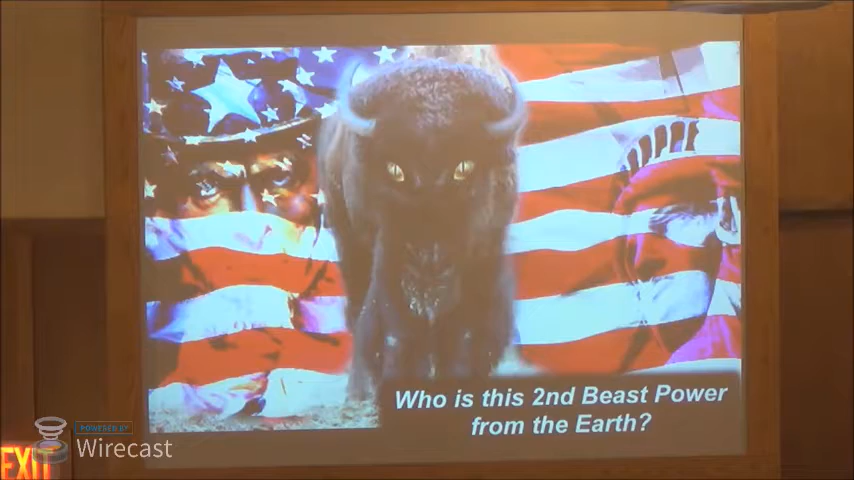 Who is this 2nd Beast Power
from the Earth?
POWERED BY
Wirecast
EXIT